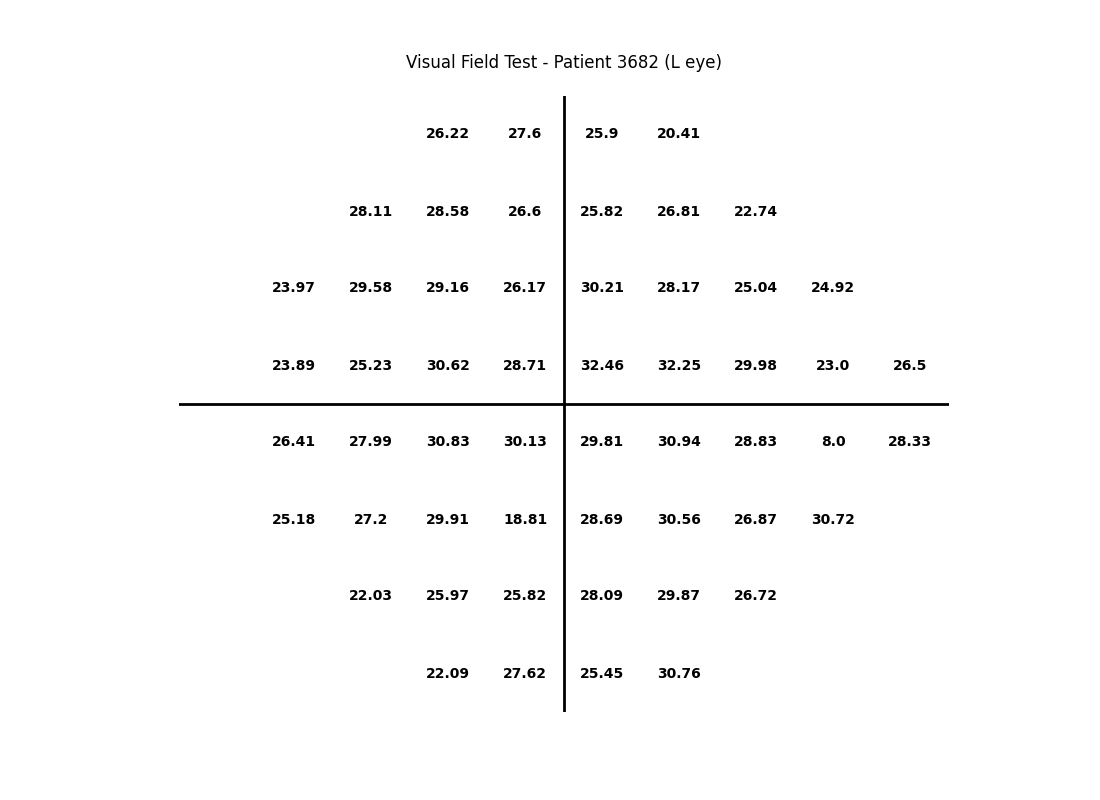 Visual Field Test - Patient 3682 (L eye)
26.22 27.6 25.9 20.41
28.11 28.58 26.6 25.82 26.81 22.74
23.97 29.58 29.16 26.17 30.21 28.17 25.04 24.92
23.89 25.23 30.62 28.71 32.46 32.25 29.98 23.0 26.5
26.41 27.99 30.83 30.13 29.81 30.94 28.83 8.0 28.33
25.18 27.2 29.91 18.81 28.69 30.56 26.87 30.72
22.03 25.97 25.82 28.09 29.87 26.72
22.09 27.62 25.45 30.76